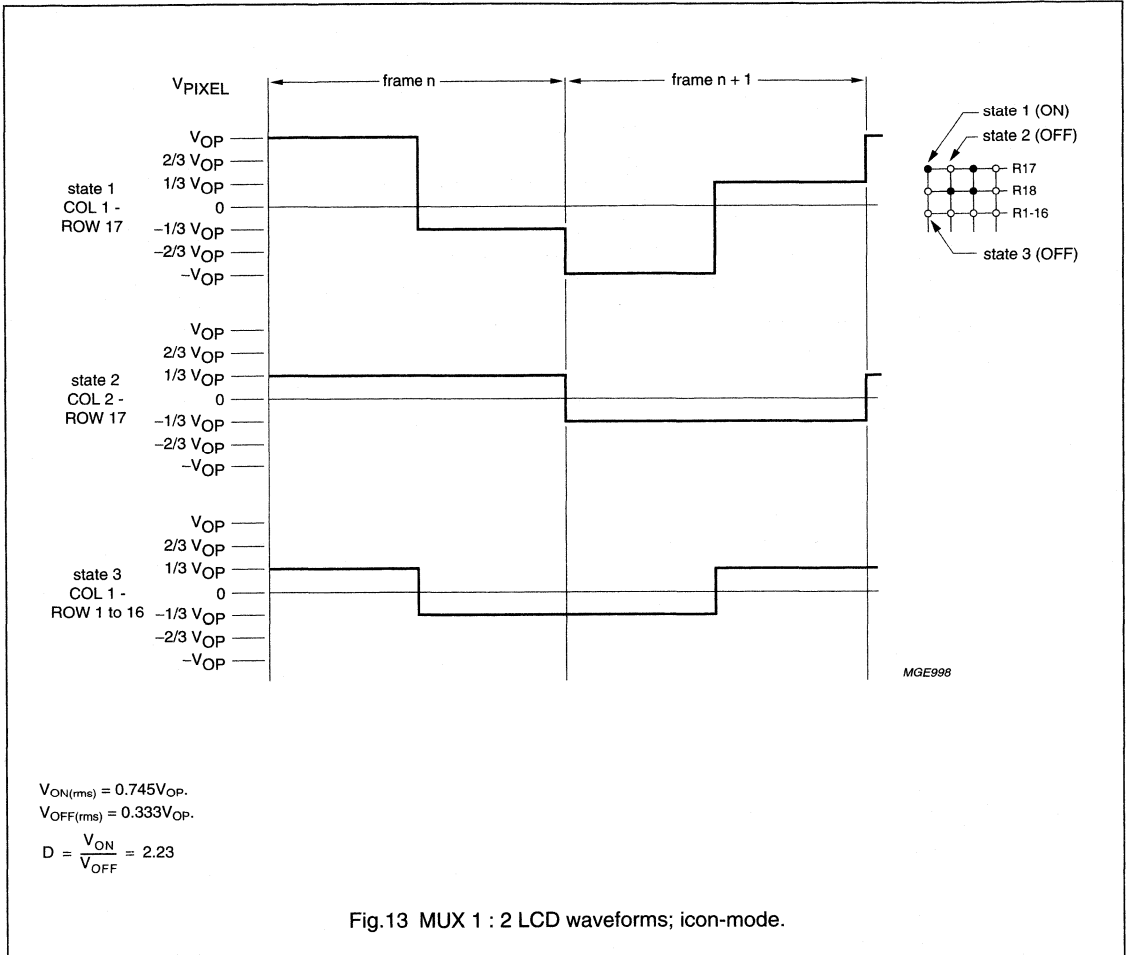 VPIXEL
frame n
frame n + 1
state 1 (ON)
state 2 (OFF)
R17
R18
R1-16
state 3 (OFF)
state 1
COL 1 -
ROW 17
VOP
2/3 VOP
1/3 VOP
0
−1/3 VOP
−2/3 VOP
−VOP
state 2
COL 2 -
ROW 17
VOP
2/3 VOP
1/3 VOP
0
−1/3 VOP
−2/3 VOP
−VOP
state 3
COL 1 -
ROW 1 to 16
VOP
2/3 VOP
1/3 VOP
0
−1/3 VOP
−2/3 VOP
−VOP
MGE998
VON(rms) = 0.745VOP.
VOFF(rms) = 0.333VOP.
D = VON / VOFF = 2.23
Fig.13 MUX 1 : 2 LCD waveforms; icon-mode.